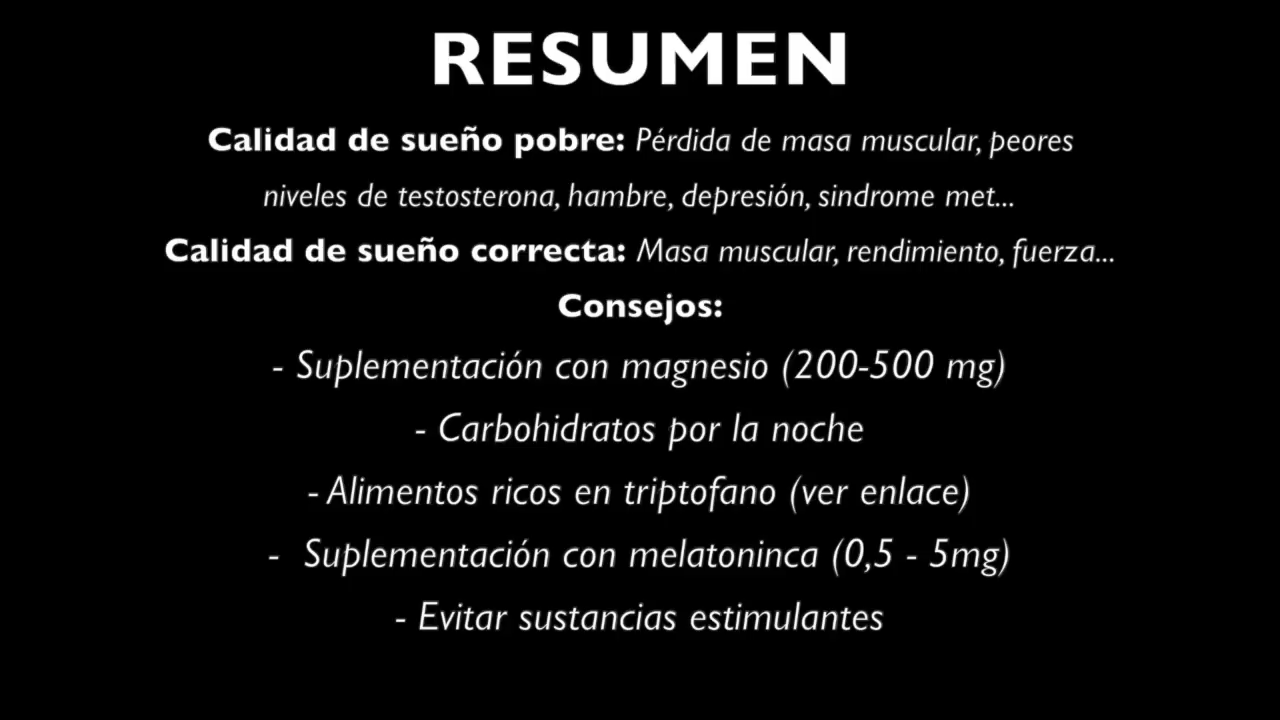 RESUMEN
Calidad de sueño pobre: Pérdida de masa muscular, peores
niveles de testosterona, hambre, depresión, sindrome met...
Calidad de sueño correcta: Masa muscular, rendimiento, fuerza...
Consejos:
- Suplementación con magnesio (200-500 mg)
- Carbohidratos por la noche
- Alimentos ricos en triptofano (ver enlace)
- Suplementación con melatoninca (0,5 - 5mg)
- Evitar sustancias estimulantes